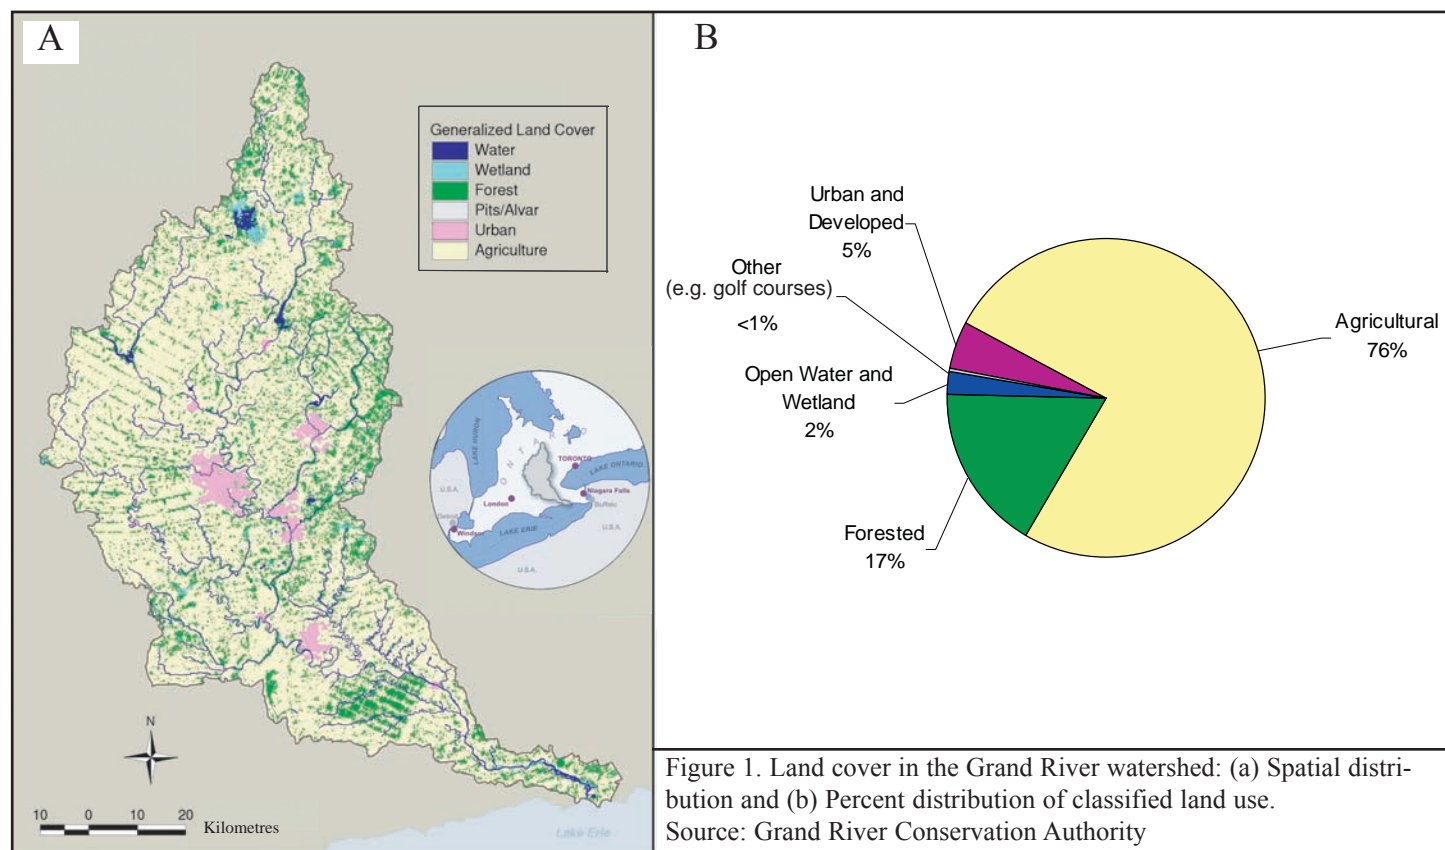 A
Generalized Land Cover
Water
Wetland
Forest
Pits/Alvar
Urban
Agriculture
LAKE HURON
ONTARIO
TORONTO
LAKE ONTARIO
U.S.A.
London
Niagara Falls
Buffalo
Detroit
Windsor
LAKE ERIE
U.S.A.
U.S.A.
N
10 0 10 20
Kilometres
Lake Erie
B
Urban and
Developed
5%
Other
(e.g. golf courses)
<1%
Open Water and
Wetland
2%
Forested
17%
Agricultural
76%
Figure 1. Land cover in the Grand River watershed: (a) Spatial distri-
bution and (b) Percent distribution of classified land use.
Source: Grand River Conservation Authority